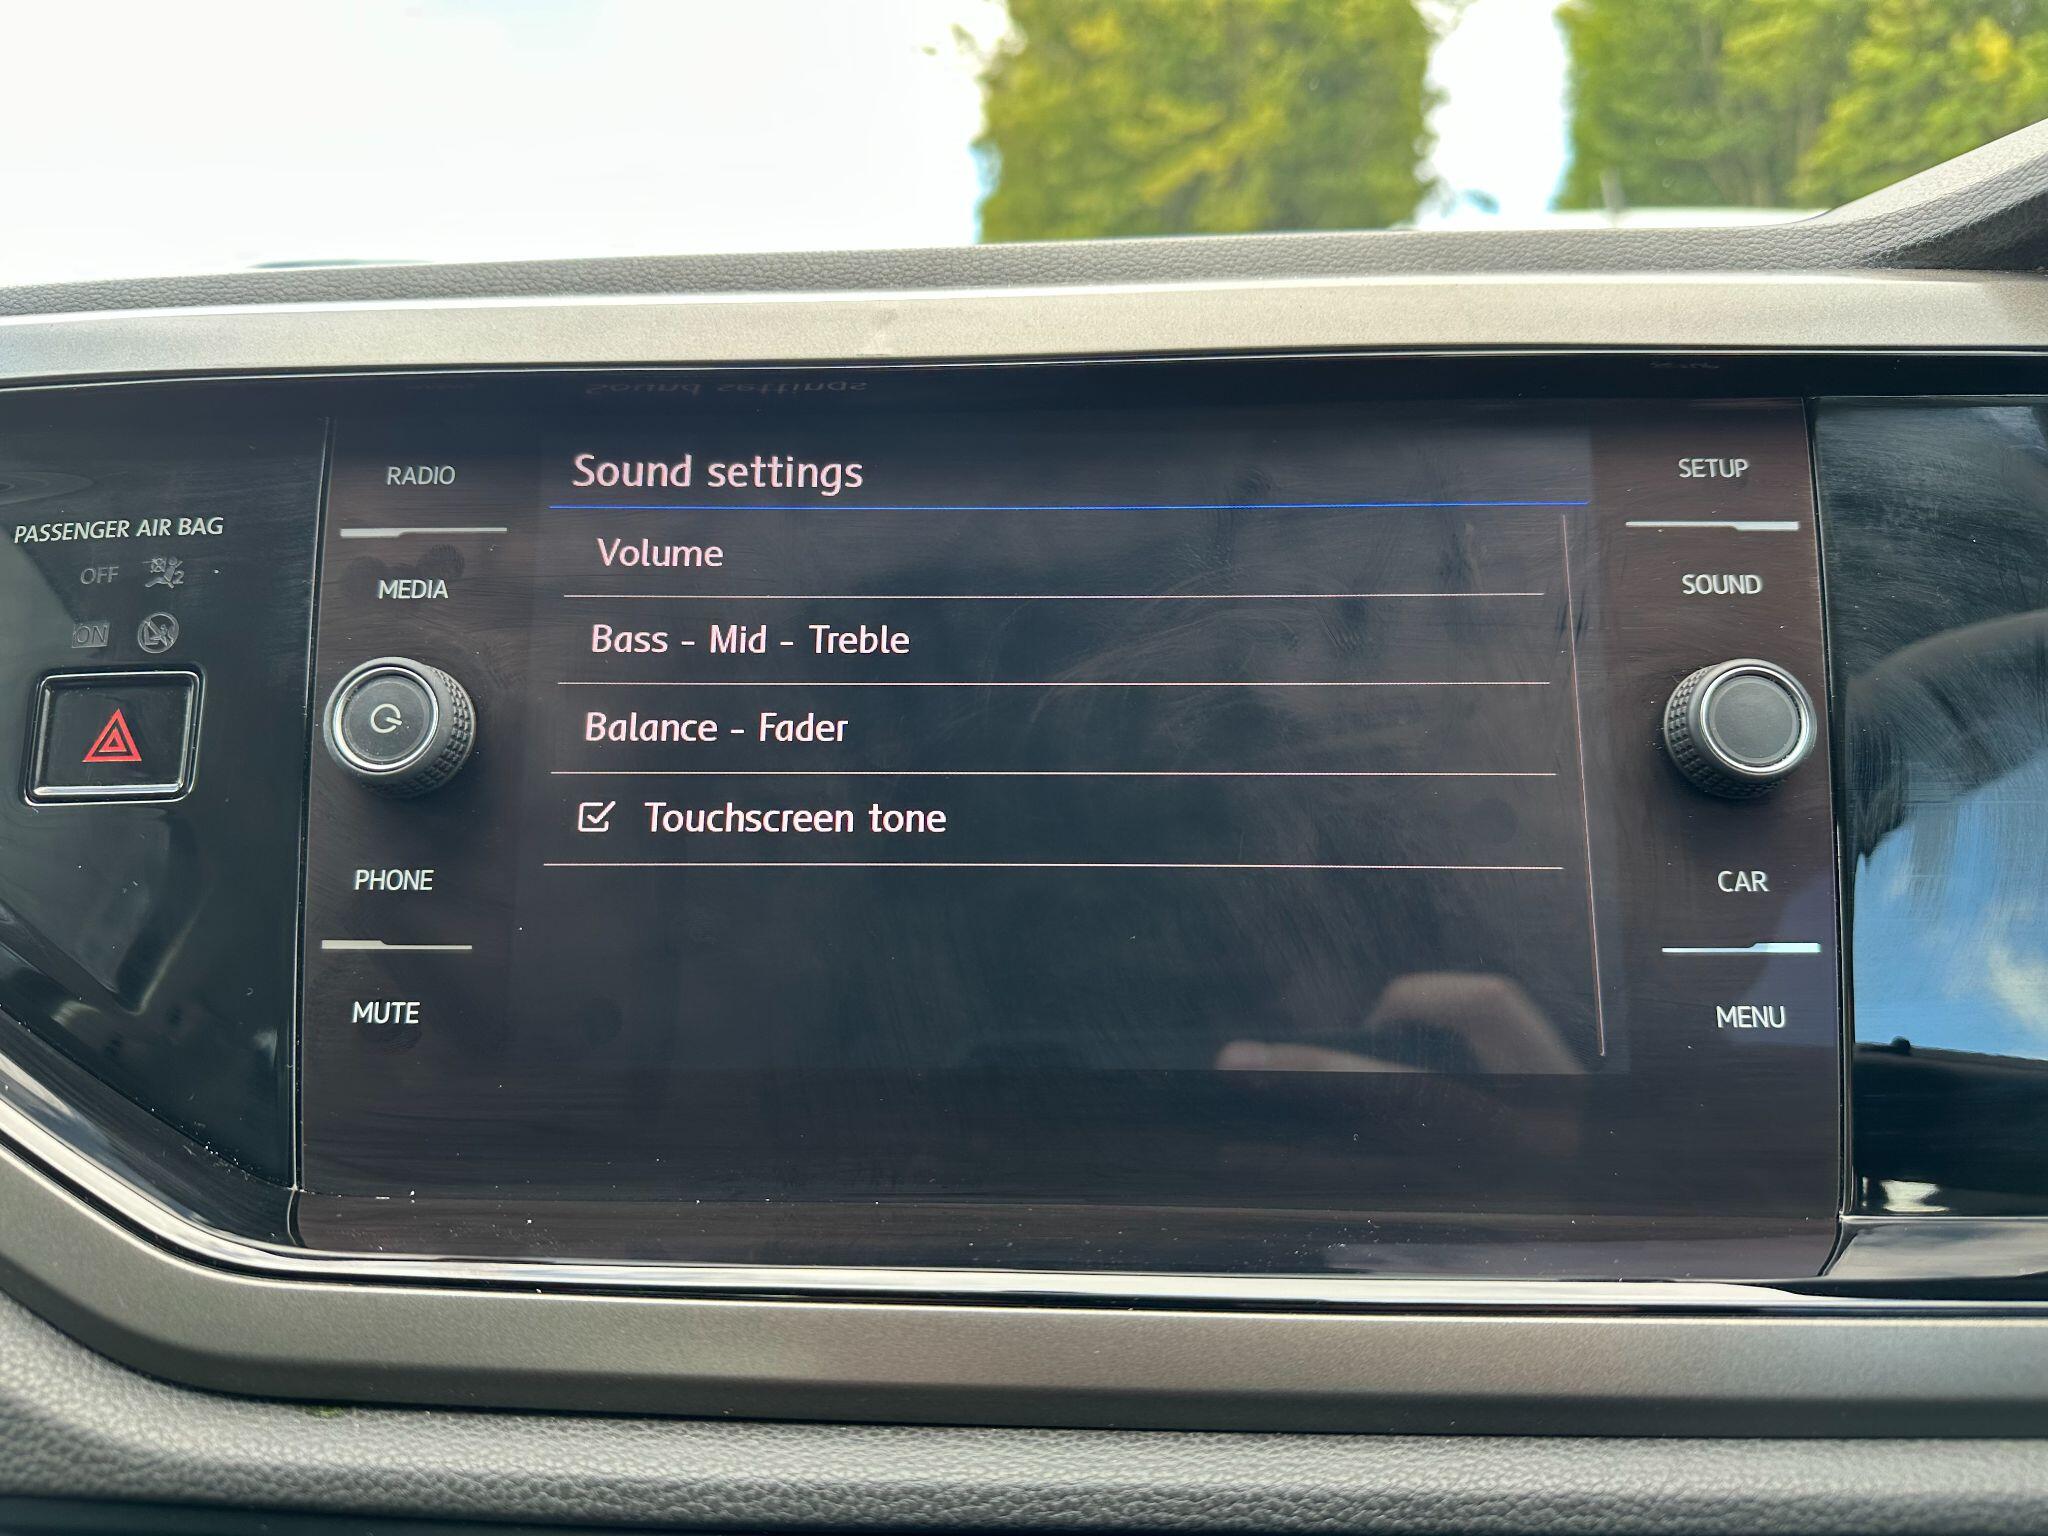 Sound settings
RADIO
SETUP
PASSENGER AIR BAG
Volume
OFF
2
MEDIA
SOUND
ON
Bass - Mid - Treble
Balance - Fader
Touchscreen tone
PHONE
CAR
MUTE
MENU